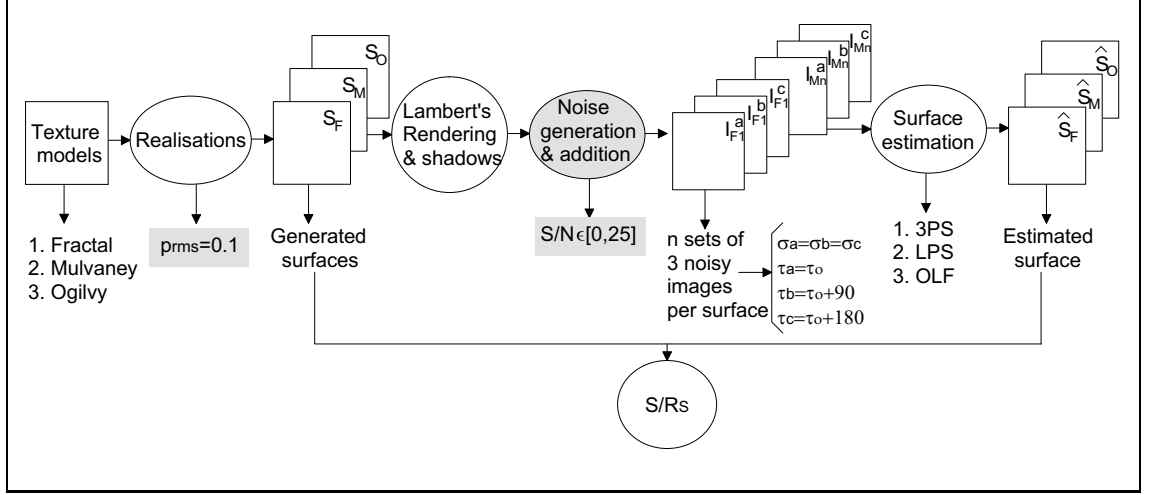 Texture
models
Realisations
S_F
S_M
S_O
Lambert's
Rendering
& shadows
Noise
generation
& addition
I_F1^a
I_F1^b
I_F1^c
I_Mn^a
I_Mn^b
I_Mn^c
Surface
estimation
Ŝ_F
Ŝ_M
Ŝ_O
1. Fractal
2. Mulvaney
3. Ogilvy
prms=0.1
Generated
surfaces
S/Nϵ[0,25]
n sets of
3 noisy
images
per surface
σa=σb=σc
τa=τo
τb=τo+90
τc=τo+180
1. 3PS
2. LPS
3. OLF
Estimated
surface
S/Rs